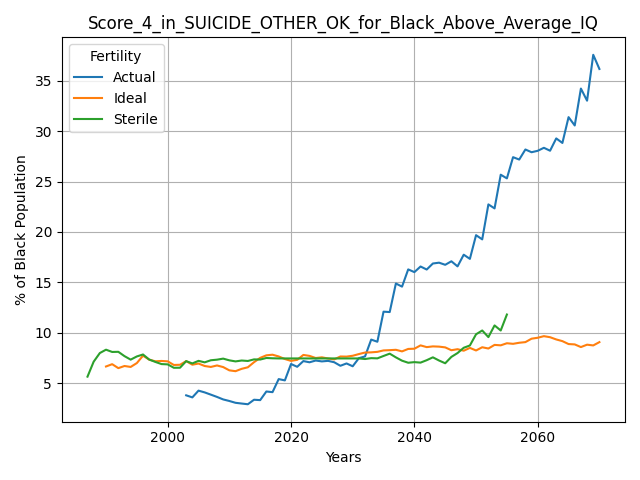 Score_4_in_SUICIDE_OTHER_OK_for_Black_Above_Average_IQ
Fertility
Actual
Ideal
Sterile
% of Black Population
35
30
25
20
15
10
5
2000 2020 2040 2060
Years